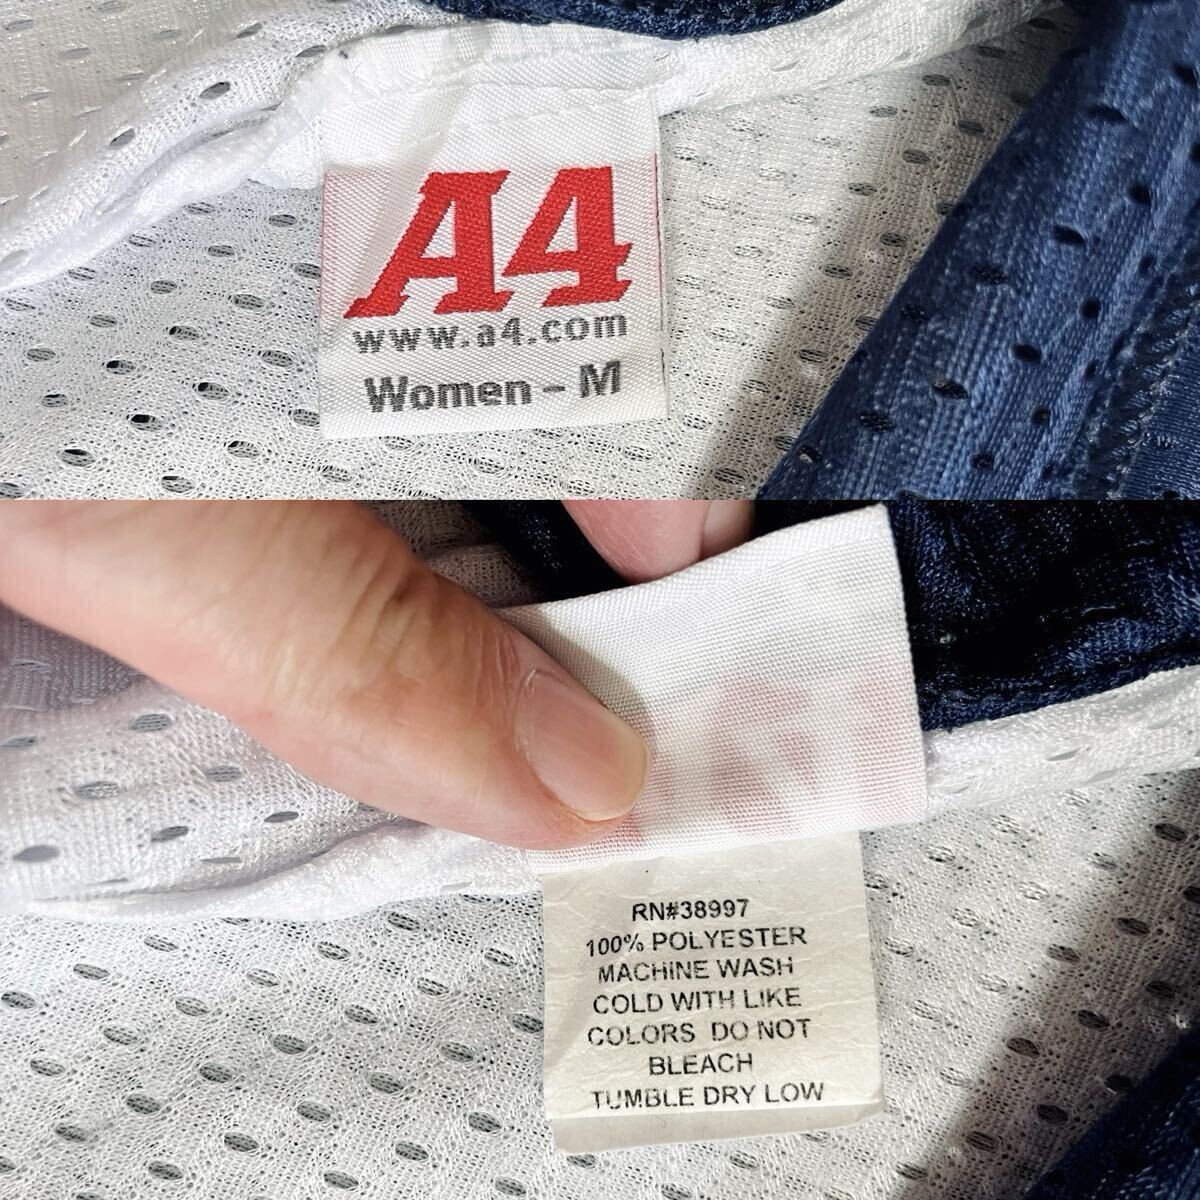 A4
www.a4.com
Women - M
RN#38997
100% POLYESTER
MACHINE WASH
COLD WITH LIKE
COLORS DO NOT
BLEACH
TUMBLE DRY LOW